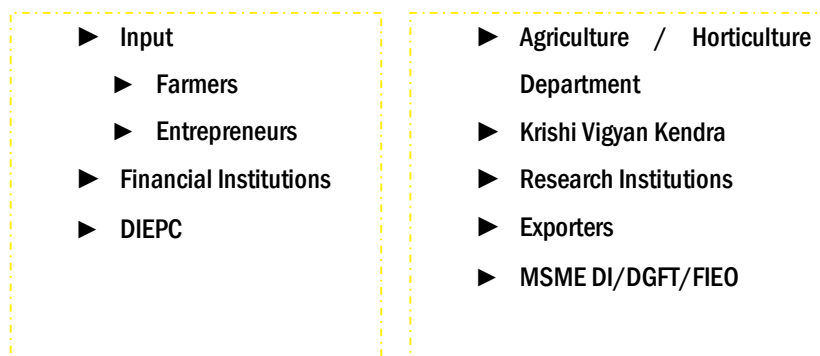 ► Input
► Farmers
► Entrepreneurs
► Financial Institutions
► DIEPC
► Agriculture / Horticulture
Department
► Krishi Vigyan Kendra
► Research Institutions
► Exporters
► MSME DI/DGFT/FIEO